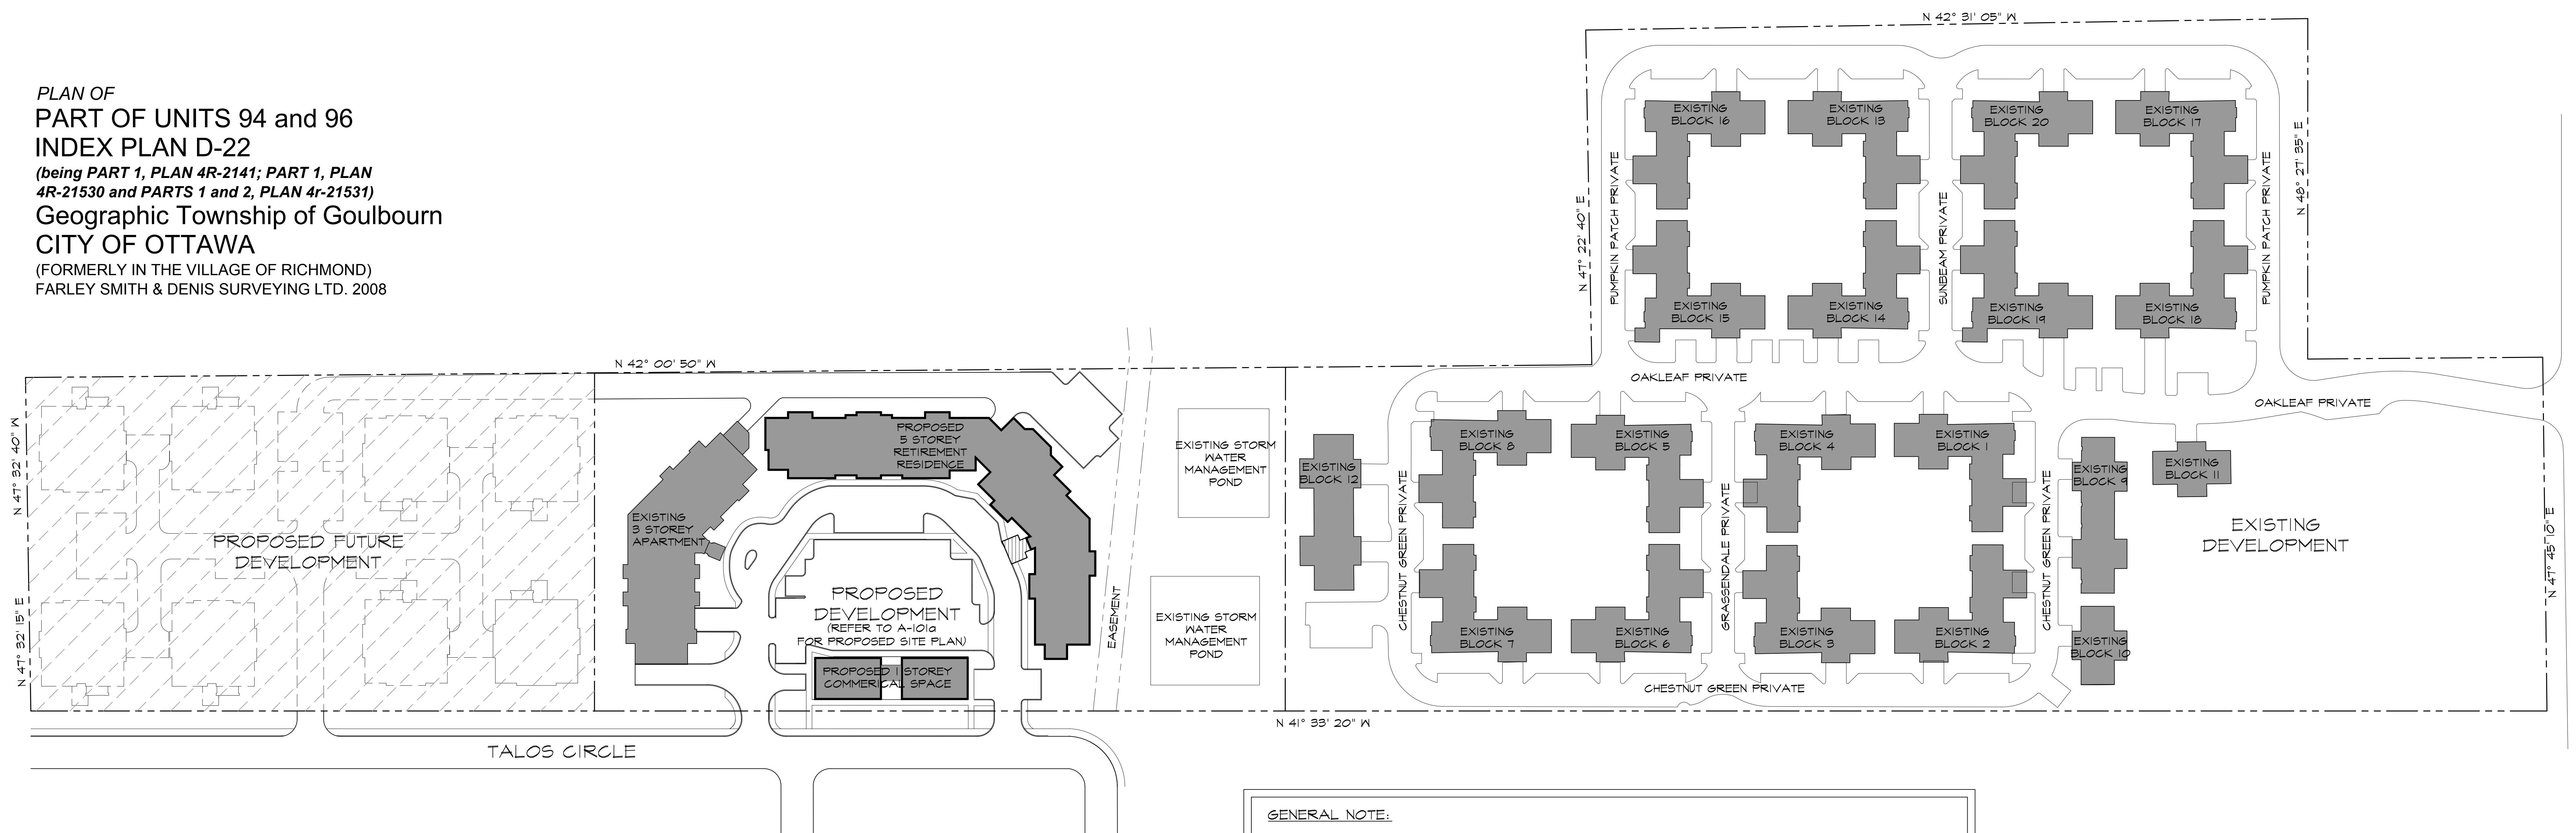 PLAN OF
PART OF UNITS 94 and 96
INDEX PLAN D-22
(being PART 1, PLAN 4R-2141; PART 1, PLAN
4R-21530 and PARTS 1 and 2, PLAN 4r-21531)
Geographic Township of Goulbourn
CITY OF OTTAWA
(FORMERLY IN THE VILLAGE OF RICHMOND)
FARLEY SMITH & DENIS SURVEYING LTD. 2008
N 42° 31' 05" W
N 47° 22' 40" E
PUMPKIN PATCH PRIVATE
EXISTING
BLOCK 16
EXISTING
BLOCK 13
EXISTING
BLOCK 20
EXISTING
BLOCK 17
SUNBEAM PRIVATE
PUMPKIN PATCH PRIVATE
N 48° 27' 35" E
EXISTING
BLOCK 15
EXISTING
BLOCK 14
EXISTING
BLOCK 19
EXISTING
BLOCK 18
OAKLEAF PRIVATE
OAKLEAF PRIVATE
N 42° 00' 50" W
N 47° 32' 40" W
N 47° 32' 15" E
PROPOSED FUTURE
DEVELOPMENT
EXISTING
3 STOREY
APARTMENT
PROPOSED
5 STOREY
RETIREMENT
RESIDENCE
PROPOSED
DEVELOPMENT
(REFER TO A-101a
FOR PROPOSED SITE PLAN)
PROPOSED 1 STOREY
COMMERICAL SPACE
EASEMENT
EXISTING STORM
WATER
MANAGEMENT
POND
EXISTING STORM
WATER
MANAGEMENT
POND
EXISTING
BLOCK 12
CHESTNUT GREEN PRIVATE
EXISTING
BLOCK 8
EXISTING
BLOCK 5
EXISTING
BLOCK 4
EXISTING
BLOCK 1
GRASSENDALE PRIVATE
CHESTNUT GREEN PRIVATE
EXISTING
BLOCK 9
EXISTING
BLOCK 11
EXISTING
DEVELOPMENT
N 47° 45' 10" E
EXISTING
BLOCK 7
EXISTING
BLOCK 6
EXISTING
BLOCK 3
EXISTING
BLOCK 2
EXISTING
BLOCK 10
CHESTNUT GREEN PRIVATE
N 41° 33' 20" W
TALOS CIRCLE
GENERAL NOTE: